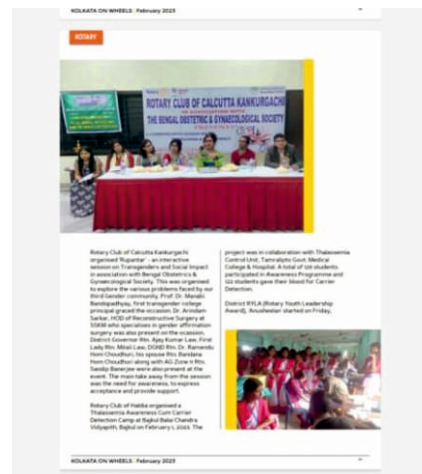 KOLKATA ON WHEELS February 2023
ROTARY
ROTARY CLUB OF CALCUTTA KANKURGACHI
THE BENGAL OBSTETRIC & GYNAECOLOGICAL SOCIETY
Rotary Club of Calcutta Kankurgachi
organised 'Rupantar' - an interactive
session on Transgenders and Social Impact
in association with Bengal Obstetrics &
Gynaecological Society. This was organised
to explore the various problems faced by our
third Gender community. Prof. Dr. Manabi
Bandopadhyay, first transgender college
principal graced the occasion. Dr. Arindam
Sarkar, HOD of Reconstructive Surgery at
SSKM who specialises in gender affirmation
surgery was also present on the occasion.
District Governor Rtn. Ajay Kumar Law, First
Lady Rtn. Mitali Law, DGND Rtn. Dr. Ramendu
Hom Choudhuri, his spouse Rtn. Bandana
Hom Choudhuri along with AG Zone II Rtn.
Sandip Banerjee were also present at the
event. The main take away from the session
was the need for awareness, to express
acceptance and provide support.
Rotary Club of Haldia organised a
Thalassemia Awareness Cum Carrier
Detection Camp at Bajkul Balai Chandra
Vidyapith, Bajkul on February 1, 2023. The
project was in collaboration with Thalassemia
Control Unit, Tamralipto Govt. Medical
College & Hospital. A total of 126 students
participated in Awareness Programme and
122 students gave their blood for Carrier
Detection.
District RYLA (Rotary Youth Leadership
Award), Anusheelan started on Friday,
KOLKATA ON WHEELS February 2023